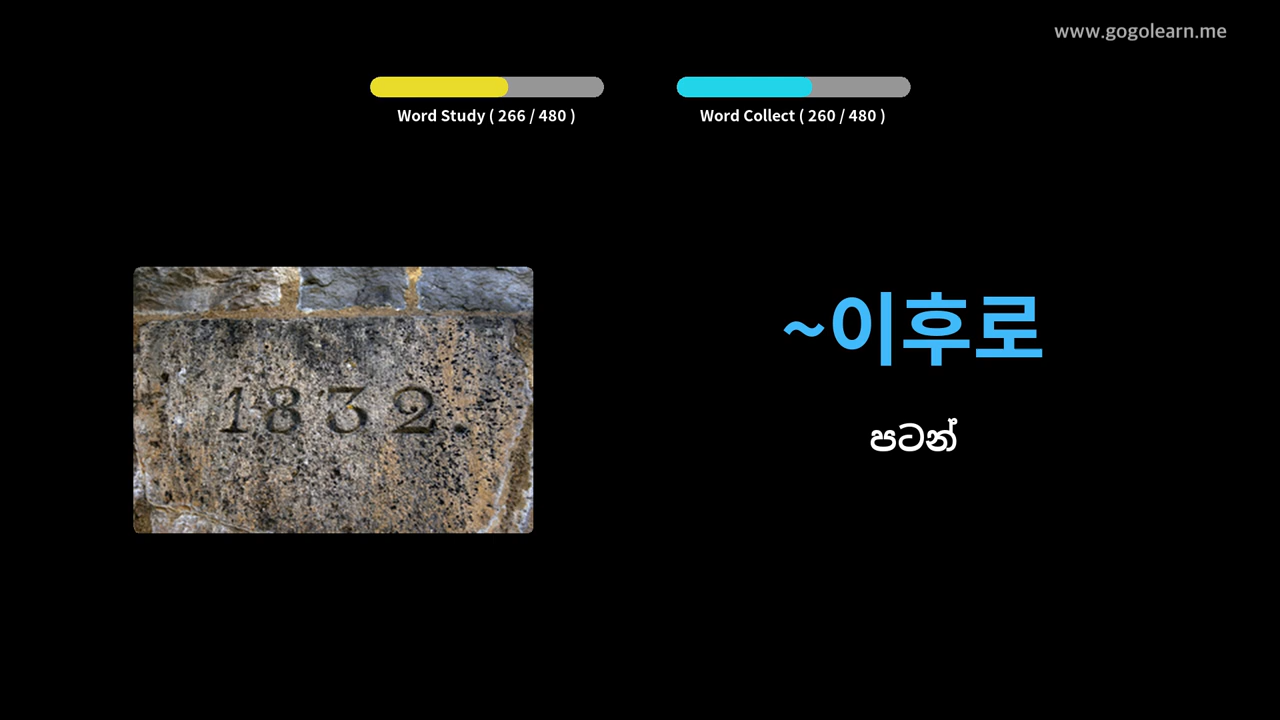 www.gogolearn.me
Word Study ( 266 / 480 )
Word Collect ( 260 / 480 )
1832.
~이후로
පටන්